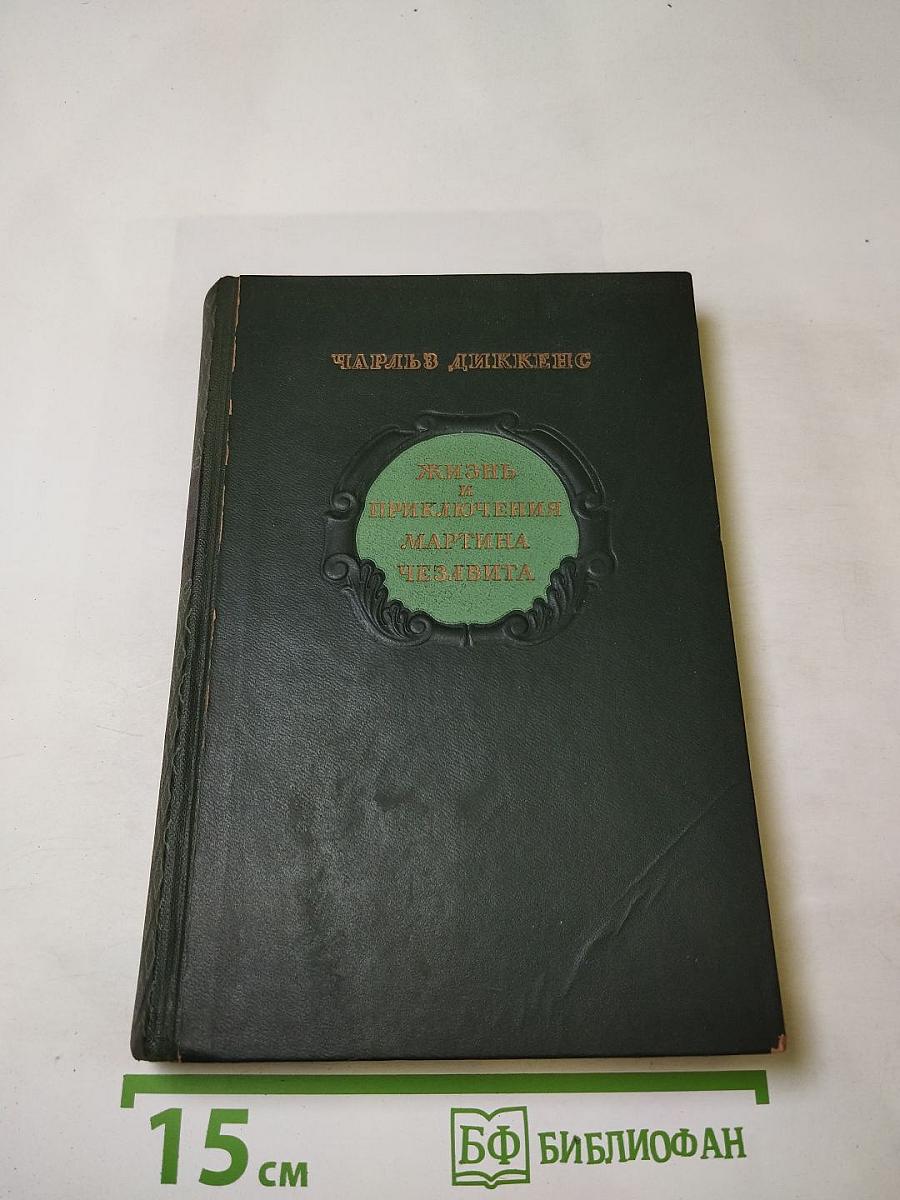 ЧАРЛЬЗ ДИККЕНС
ЖИЗНЬ
И
ПРИКЛЮЧЕНИЯ
МАРТИНА
ЧЕЗЛВИТА
15 см
БФ БИБЛИОФАН